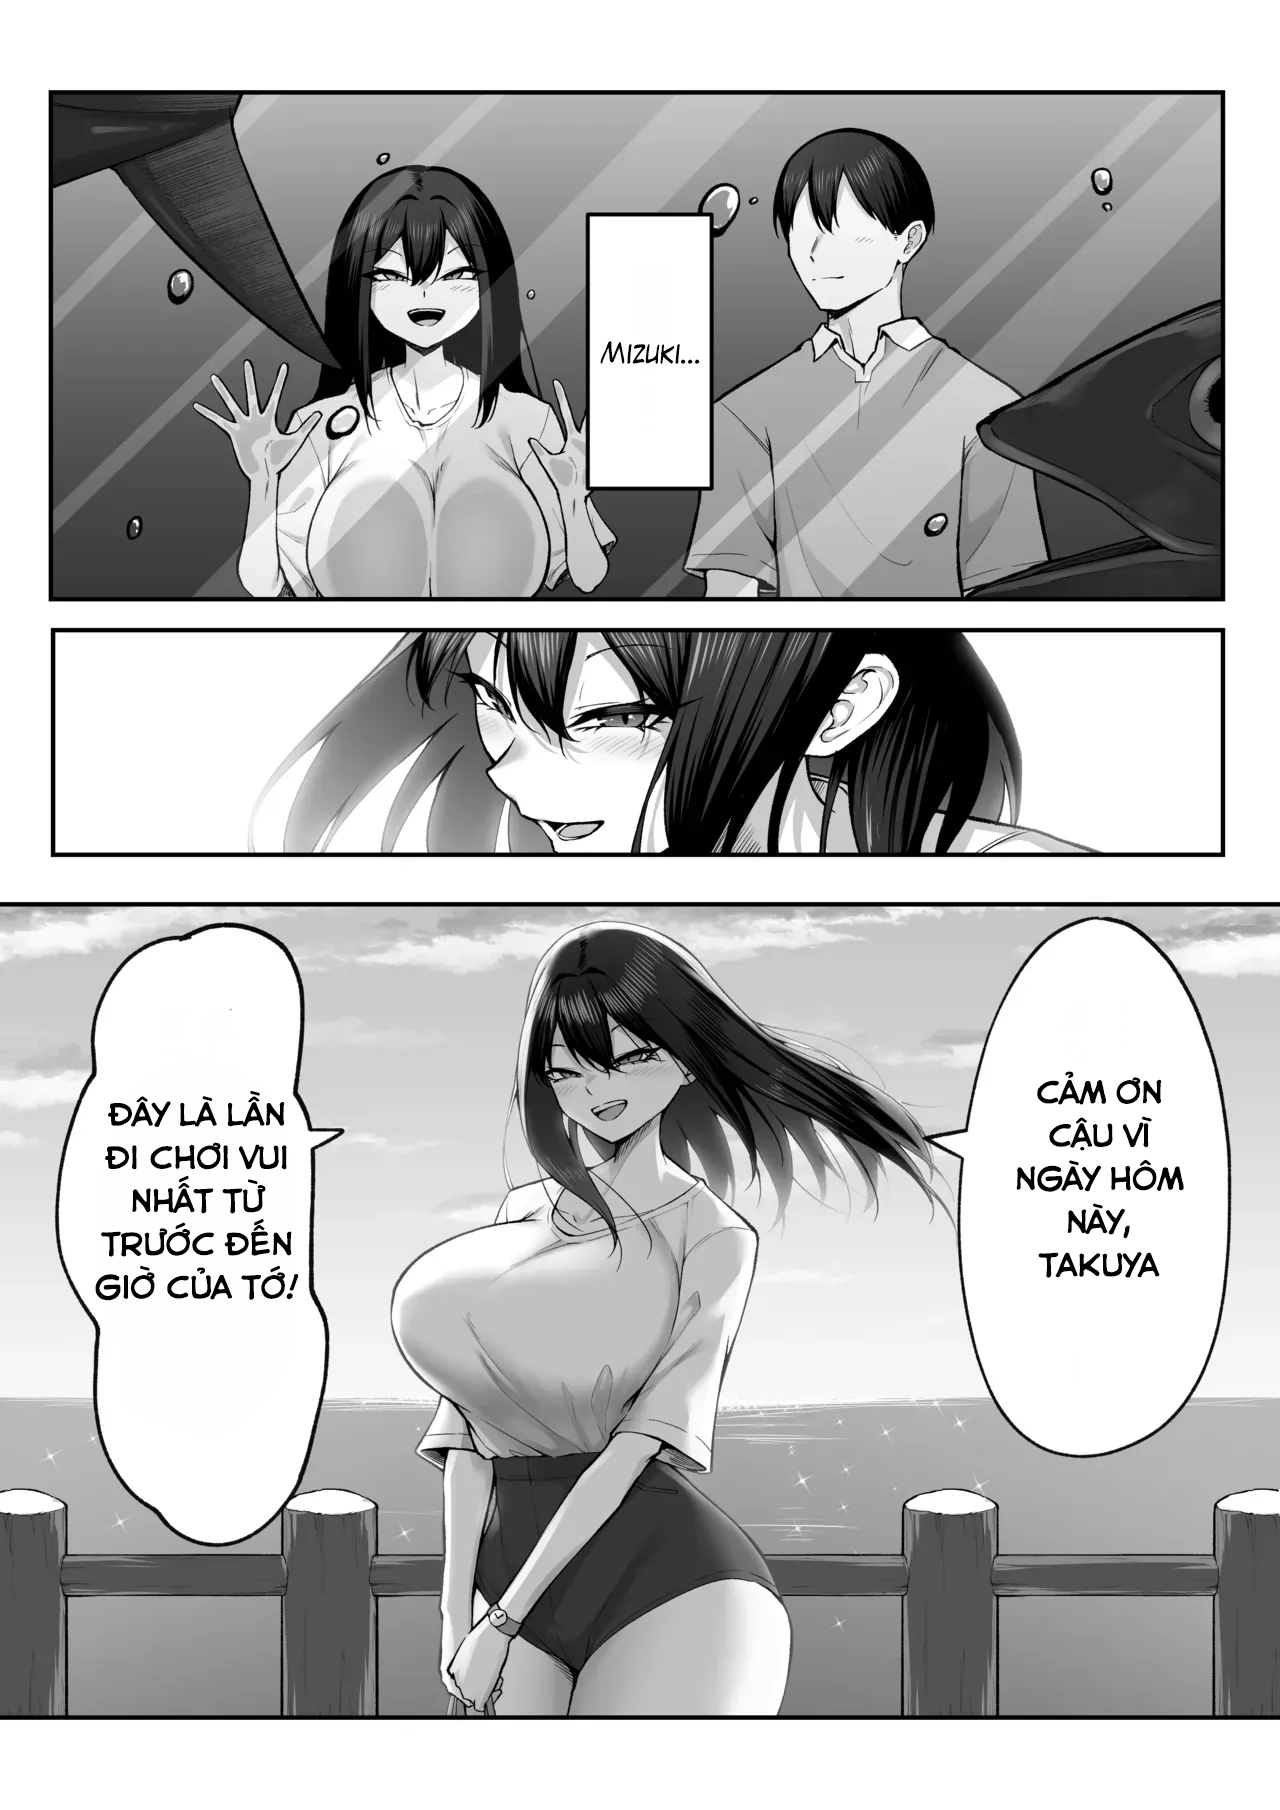 MIZUKI...
CẢM ƠN
CẬU VÌ
NGÀY HÔM
NÀY,
TAKUYA
ĐÂY LÀ LẦN
ĐI CHƠI VUI
NHẤT TỪ
TRƯỚC ĐẾN
GIỜ CỦA TỚ!